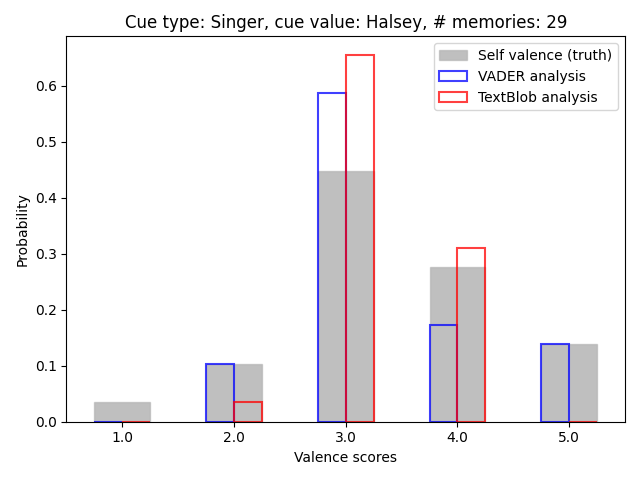 Cue type: Singer, cue value: Halsey, # memories: 29
Self valence (truth)
VADER analysis
TextBlob analysis
Probability
0.6
0.5
0.4
0.3
0.2
0.1
0.0
1.0 2.0 3.0 4.0 5.0
Valence scores